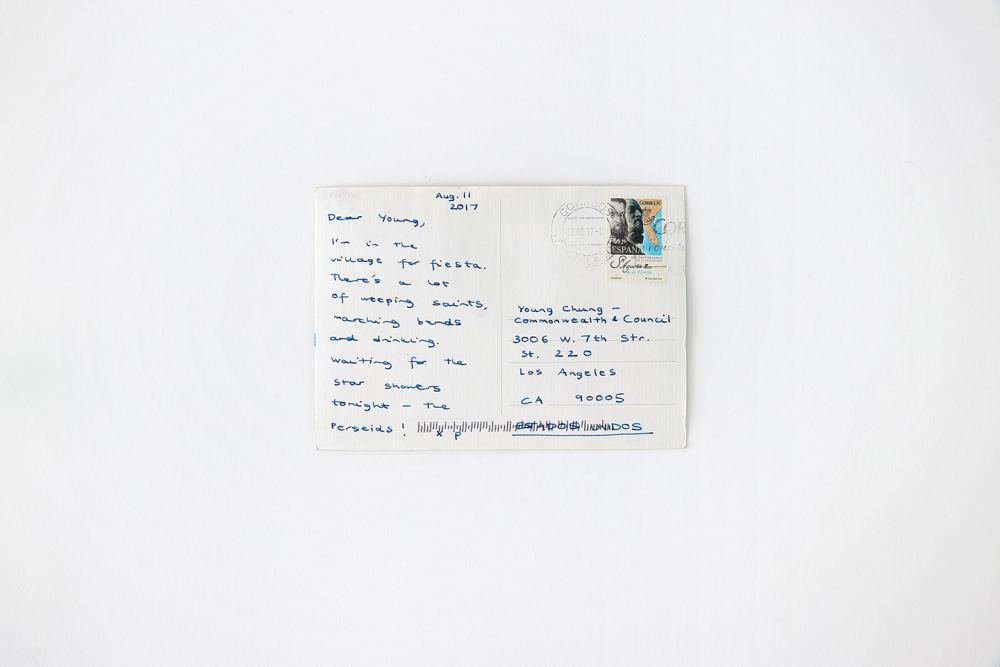 Aug. 11
2017
Dear Young,
I'm in the
village for fiesta.
There's a lot
of weeping saints,
marching bands
and drinking.
Waiting for the
star showers
tonight – The
Perseids!
x p
CORREOS
ESPAÑA
Young Chung –
Commonwealth & Council
3006 W. 7th Str.
St. 220
Los Angeles
CA 90005
ESTADOS UNIDOS